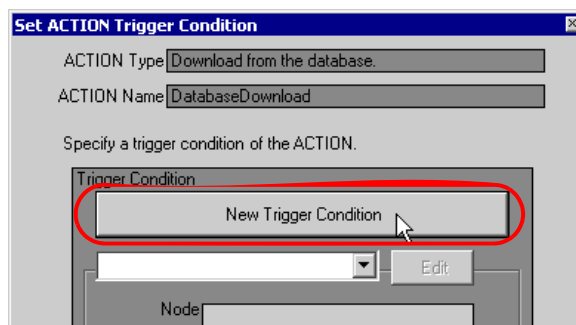 Set ACTION Trigger Condition
ACTION Type Download from the database.
ACTION Name DatabaseDownload
Specify a trigger condition of the ACTION.
Trigger Condition
New Trigger Condition
Edit
Node